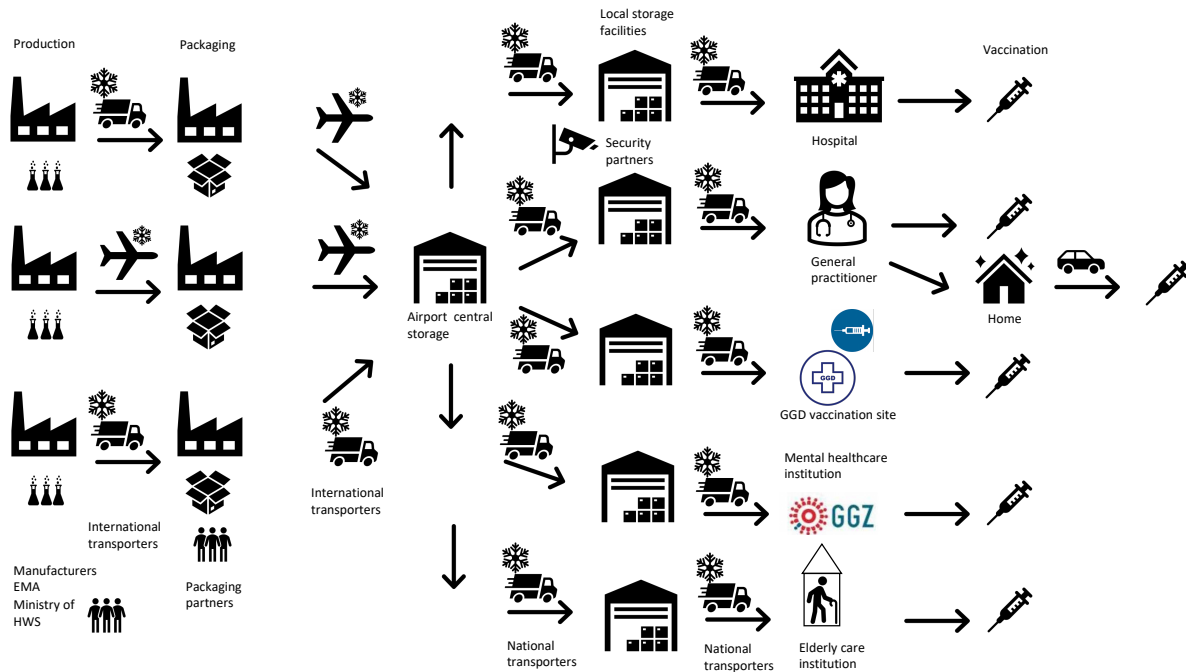 Production
Packaging
Local storage
facilities
Vaccination
Hospital
Security
partners
General
practitioner
Airport central
storage
Home
GGD
GGD vaccination site
Mental healthcare
institution
GGZ
International
transporters
International
transporters
Manufacturers
EMA
Ministry of
HWS
Packaging
partners
National
transporters
National
transporters
Elderly care
institution